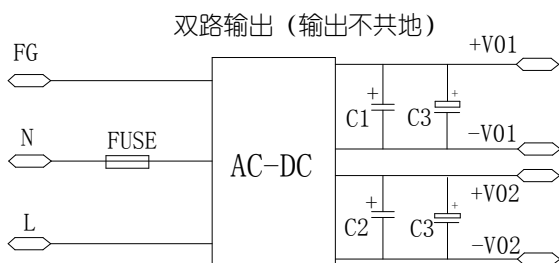 双路输出（输出不共地）
FG
+V01
+
+
C1
C3
N
FUSE
-V01
AC-DC
+V02
+
+
L
C2
C3
-V02